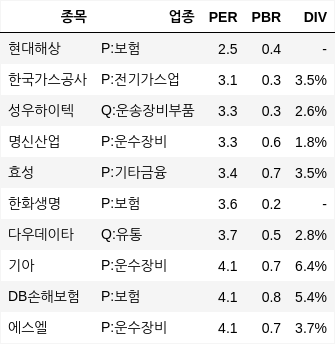 종목 업종 PER PBR DIV
현대해상 P:보험 2.5 0.4 -
한국가스공사 P:전기가스업 3.1 0.3 3.5%
성우하이텍 Q:운송장비부품 3.3 0.3 2.6%
명신산업 P:운수장비 3.3 0.6 1.8%
효성 P:기타금융 3.4 0.7 3.5%
한화생명 P:보험 3.6 0.2 -
다우데이타 Q:유통 3.7 0.5 2.8%
기아 P:운수장비 4.1 0.7 6.4%
DB손해보험 P:보험 4.1 0.8 5.4%
에스엘 P:운수장비 4.1 0.7 3.7%